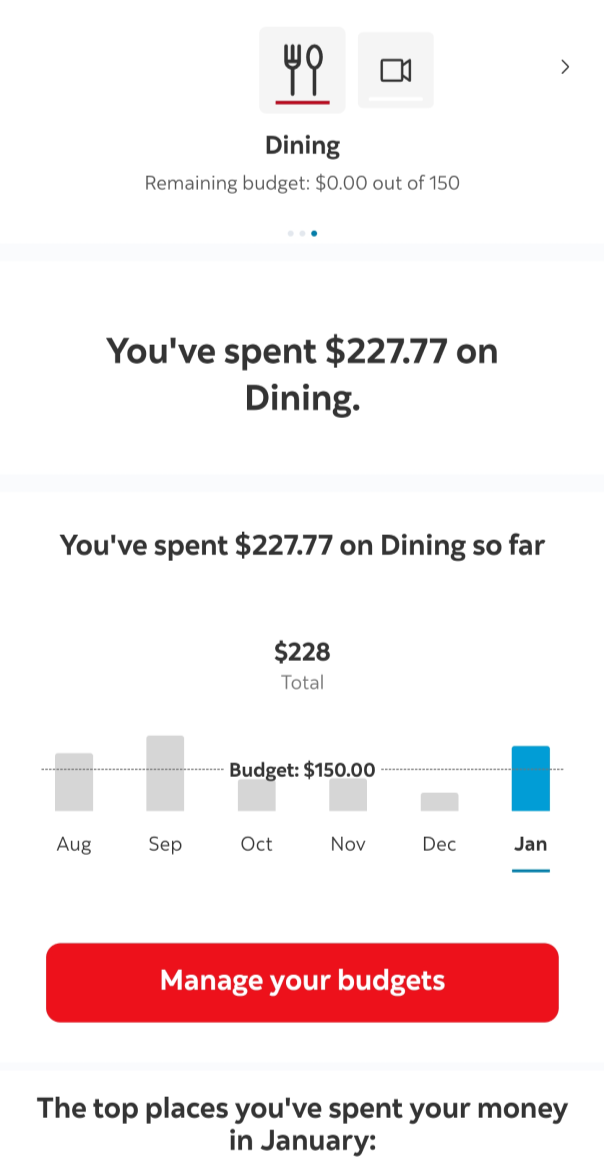 Dining
Remaining budget: $0.00 out of 150
You've spent $227.77 on
Dining.
You've spent $227.77 on Dining so far
$228
Total
Budget: $150.00
Aug Sep Oct Nov Dec Jan
Manage your budgets
The top places you've spent your money
in January: